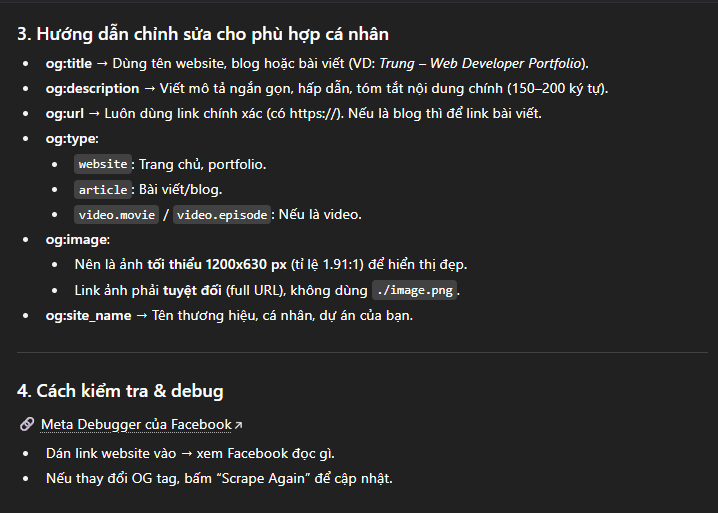 3. Hướng dẫn chỉnh sửa cho phù hợp cá nhân
og:title → Dùng tên website, blog hoặc bài viết (VD: Trung – Web Developer Portfolio).
og:description → Viết mô tả ngắn gọn, hấp dẫn, tóm tắt nội dung chính (150–200 ký tự).
og:url → Luôn dùng link chính xác (có https://). Nếu là blog thì để link bài viết.
og:type:
website: Trang chủ, portfolio.
article: Bài viết/blog.
video.movie / video.episode: Nếu là video.
og:image:
Nên là ảnh tối thiểu 1200x630 px (tỉ lệ 1.91:1) để hiển thị đẹp.
Link ảnh phải tuyệt đối (full URL), không dùng ./image.png.
og:site_name → Tên thương hiệu, cá nhân, dự án của bạn.
4. Cách kiểm tra & debug
🔗 Meta Debugger của Facebook↗
Dán link website vào → xem Facebook đọc gì.
Nếu thay đổi OG tag, bấm “Scrape Again” để cập nhật.